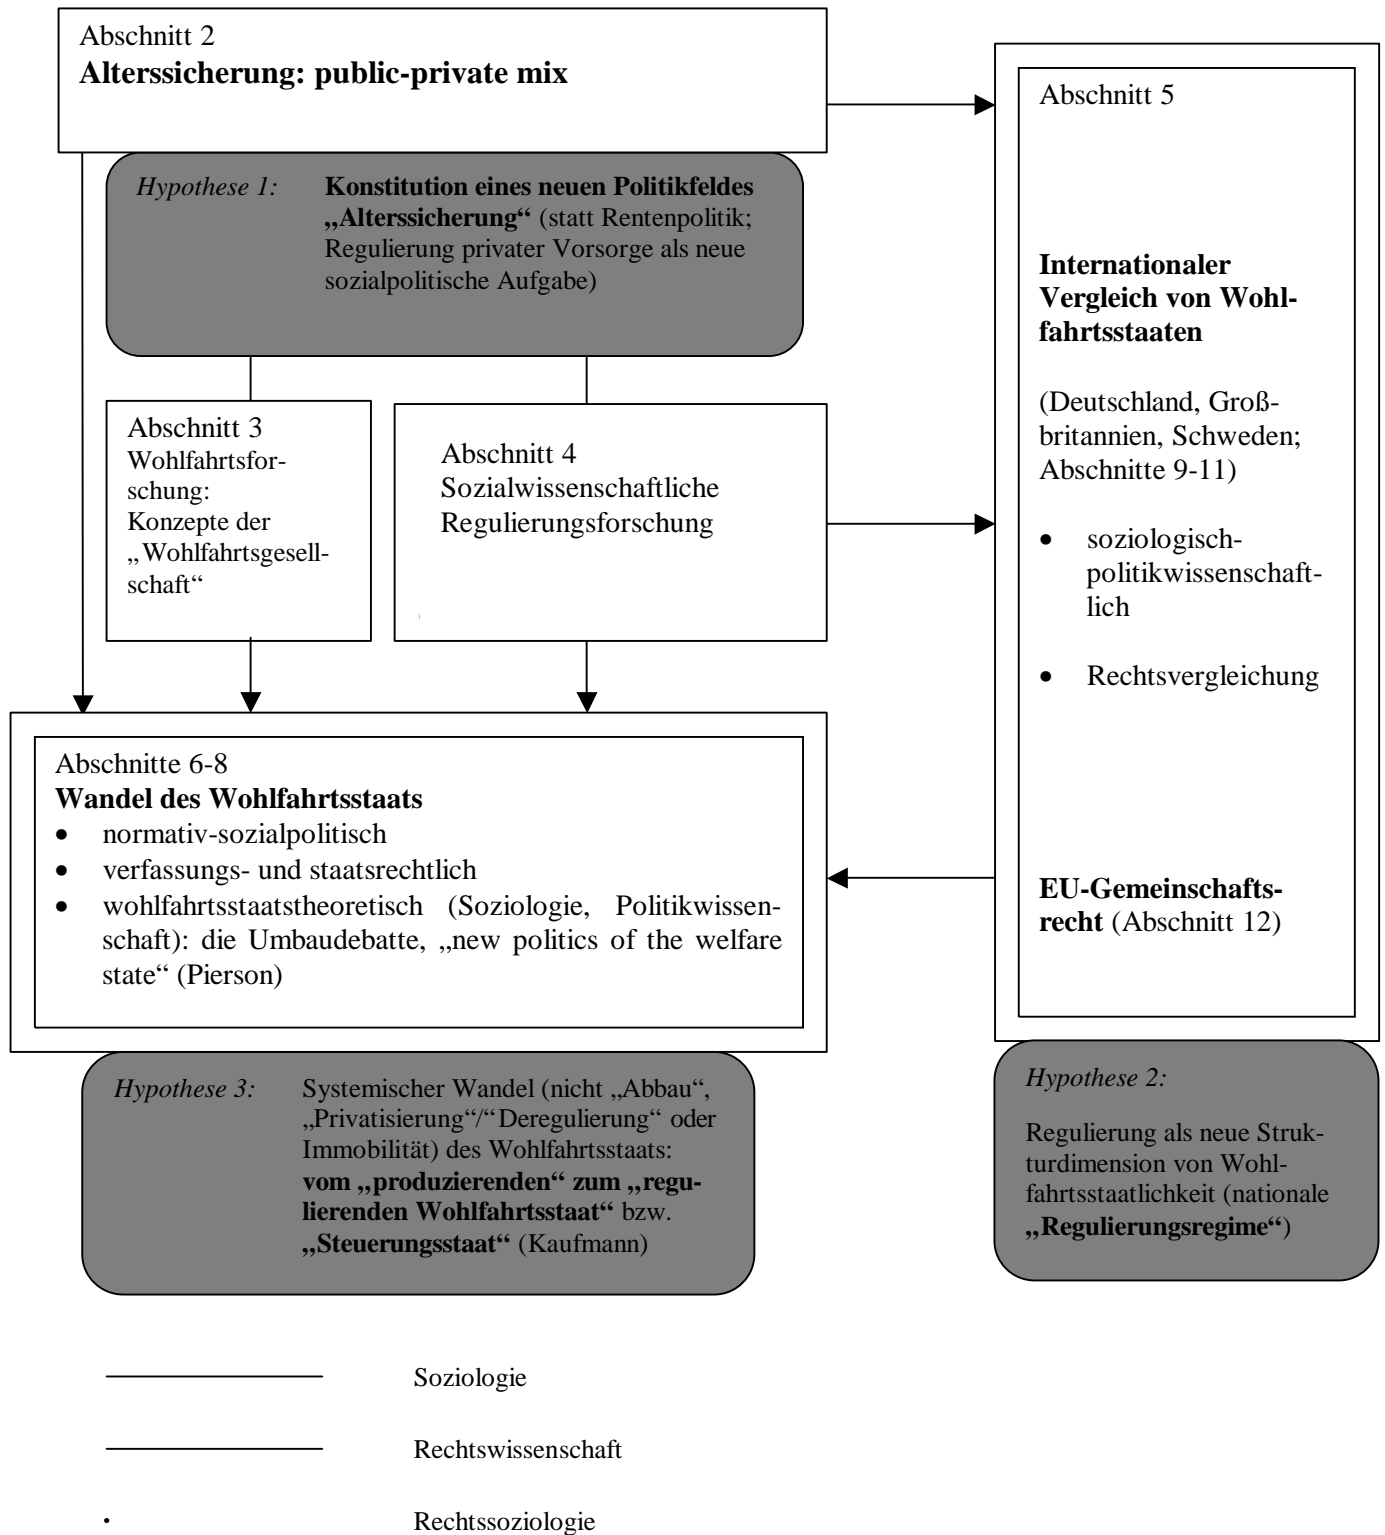 Abschnitt 2
Alterssicherung: public-private mix
Hypothese 1: Konstitution eines neuen Politikfeldes
„Alterssicherung“ (statt Rentenpolitik;
Regulierung privater Vorsorge als neue
sozialpolitische Aufgabe)
Abschnitt 3
Wohlfahrtsfor-
schung:
Konzepte der
„Wohlfahrtsgesell-
schaft“
Abschnitt 4
Sozialwissenschaftliche
Regulierungsforschung
Abschnitt 5
Internationaler
Vergleich von Wohl-
fahrtsstaaten
(Deutschland, Groß-
britannien, Schweden;
Abschnitte 9-11)
• soziologisch-
politikwissenschaft-
lich
• Rechtsvergleichung
EU-Gemeinschafts-
recht (Abschnitt 12)
Abschnitte 6-8
Wandel des Wohlfahrtsstaats
• normativ-sozialpolitisch
• verfassungs- und staatsrechtlich
• wohlfahrtsstaatstheoretisch (Soziologie, Politikwissen-
schaft): die Umbaudebatte, „new politics of the welfare
state“ (Pierson)
Hypothese 3: Systemischer Wandel (nicht „Abbau“,
„Privatisierung“/“Deregulierung“ oder
Immobilität) des Wohlfahrtsstaats:
vom „produzierenden“ zum „regu-
lierenden Wohlfahrtsstaat“ bzw.
„Steuerungsstaat“ (Kaufmann)
Hypothese 2:
Regulierung als neue Struk-
turdimension von Wohl-
fahrtsstaatlichkeit (nationale
„Regulierungsregime“)
Soziologie
Rechtswissenschaft
Rechtssoziologie